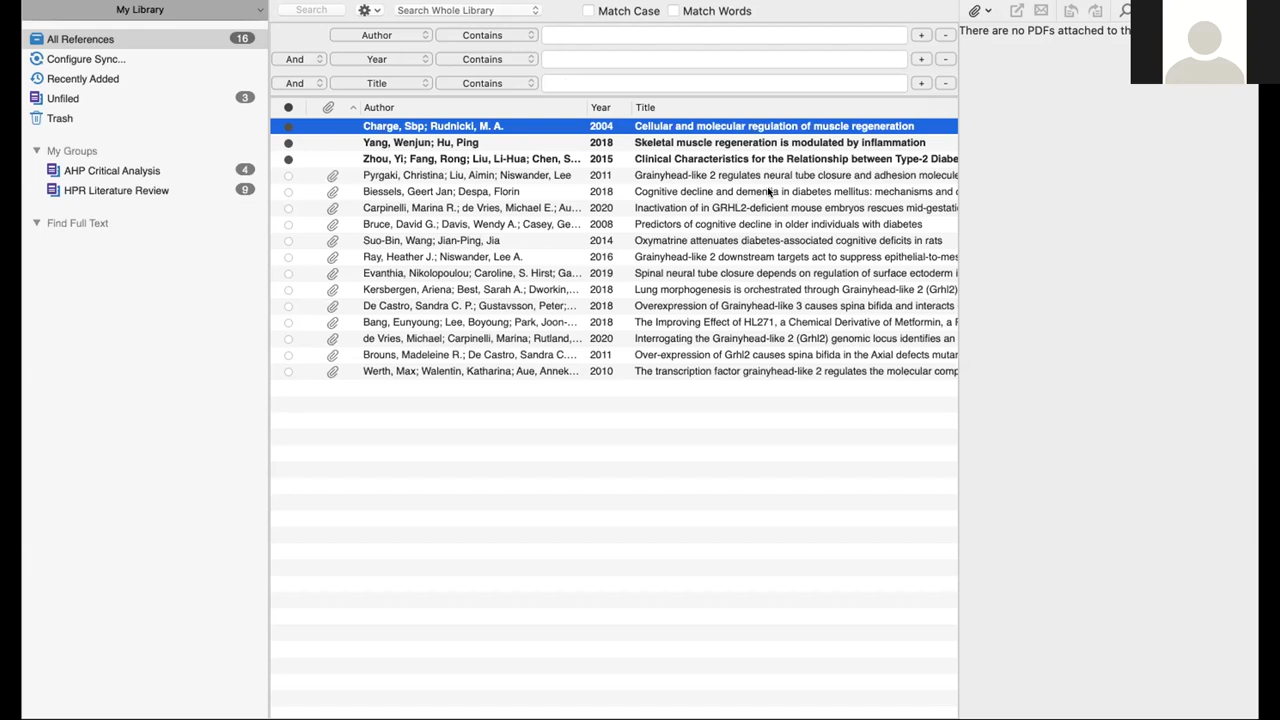 My Library
Search
Search Whole Library
Match Case
Match Words
All References 16
Configure Sync...
Recently Added
Unfiled 3
Trash
My Groups
AHP Critical Analysis 4
HPR Literature Review 9
Find Full Text
Author Contains + -
And Year Contains + -
And Title Contains + -
Author Year Title
Charge, Sbp; Rudnicki, M. A. 2004 Cellular and molecular regulation of muscle regeneration
Yang, Wenjun; Hu, Ping 2018 Skeletal muscle regeneration is modulated by inflammation
Zhou, Yi; Fang, Rong; Liu, Li-Hua; Chen, S... 2015 Clinical Characteristics for the Relationship between Type-2 Diabe
Pyrgaki, Christina; Liu, Aimin; Niswander, Lee 2011 Grainyhead-like 2 regulates neural tube closure and adhesion molecule
Biessels, Geert Jan; Despa, Florin 2018 Cognitive decline and dementia in diabetes mellitus: mechanisms and c
Carpinelli, Marina R.; de Vries, Michael E.; Au... 2020 Inactivation of in GRHL2-deficient mouse embryos rescues mid-gestati
Bruce, David G.; Davis, Wendy A.; Casey, Ge... 2008 Predictors of cognitive decline in older individuals with diabetes
Suo-Bin, Wang; Jian-Ping, Jia 2014 Oxymatrine attenuates diabetes-associated cognitive deficits in rats
Ray, Heather J.; Niswander, Lee A. 2016 Grainyhead-like 2 downstream targets act to suppress epithelial-to-mes
Evanthia, Nikolopoulou; Caroline, S. Hirst; Ga... 2019 Spinal neural tube closure depends on regulation of surface ectoderm i
Kersbergen, Ariena; Best, Sarah A.; Dworkin,... 2018 Lung morphogenesis is orchestrated through Grainyhead-like 2 (Grhl2)
De Castro, Sandra C. P.; Gustavsson, Peter;... 2018 Overexpression of Grainyhead-like 3 causes spina bifida and interacts
Bang, Eunyoung; Lee, Boyoung; Park, Joon-... 2018 The Improving Effect of HL271, a Chemical Derivative of Metformin, a F
de Vries, Michael; Carpinelli, Marina; Rutland,... 2020 Interrogating the Grainyhead-like 2 (Grhl2) genomic locus identifies an
Brouns, Madeleine R.; De Castro, Sandra C.... 2011 Over-expression of Grhl2 causes spina bifida in the Axial defects mutar
Werth, Max; Walentin, Katharina; Aue, Annek... 2010 The transcription factor grainyhead-like 2 regulates the molecular comp
There are no PDFs attached to th